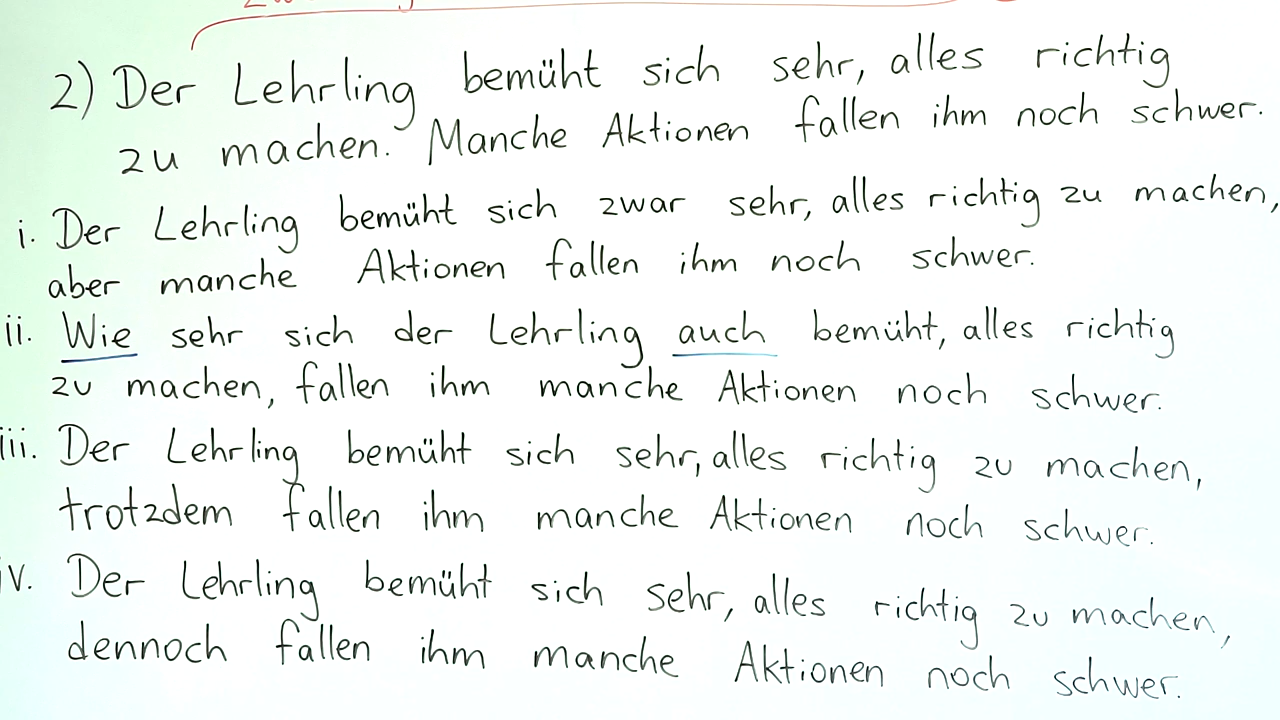 2) Der Lehrling bemüht sich sehr, alles richtig
zu machen. Manche Aktionen fallen ihm noch schwer.
i. Der Lehrling bemüht sich zwar sehr, alles richtig zu machen,
aber manche Aktionen fallen ihm noch schwer.
ii. Wie sehr sich der Lehrling auch bemüht, alles richtig
zu machen, fallen ihm manche Aktionen noch schwer.
iii. Der Lehrling bemüht sich sehr, alles richtig zu machen,
trotzdem fallen ihm manche Aktionen noch schwer.
iv. Der Lehrling bemüht sich sehr, alles richtig zu machen,
dennoch fallen ihm manche Aktionen noch schwer.